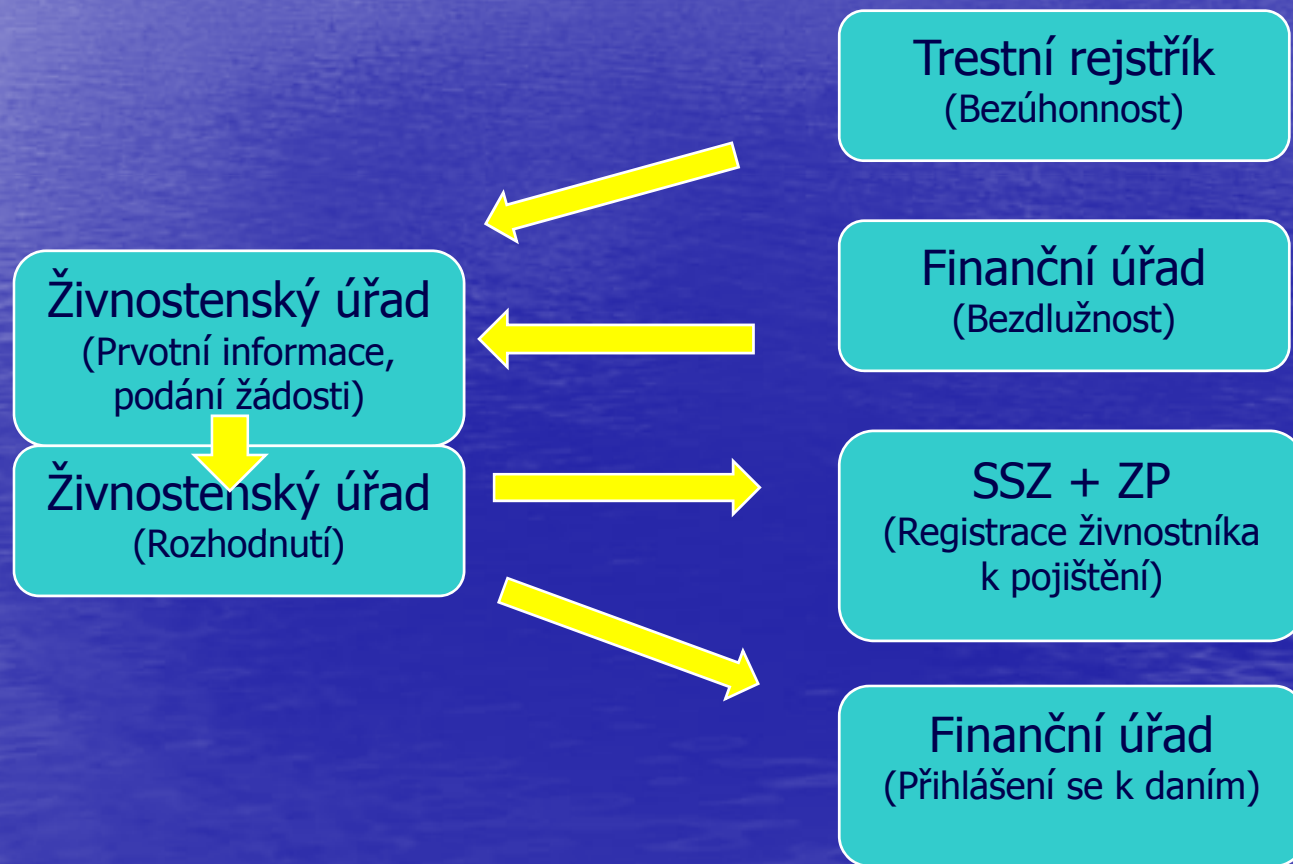 Trestní rejstřík
(Bezúhonnost)
Finanční úřad
(Bezdlužnost)
Živnostenský úřad
(Prvotní informace,
podání žádosti)
Živnostenský úřad
(Rozhodnutí)
SSZ + ZP
(Registrace živnostníka
k pojištění)
Finanční úřad
(Přihlášení se k daním)